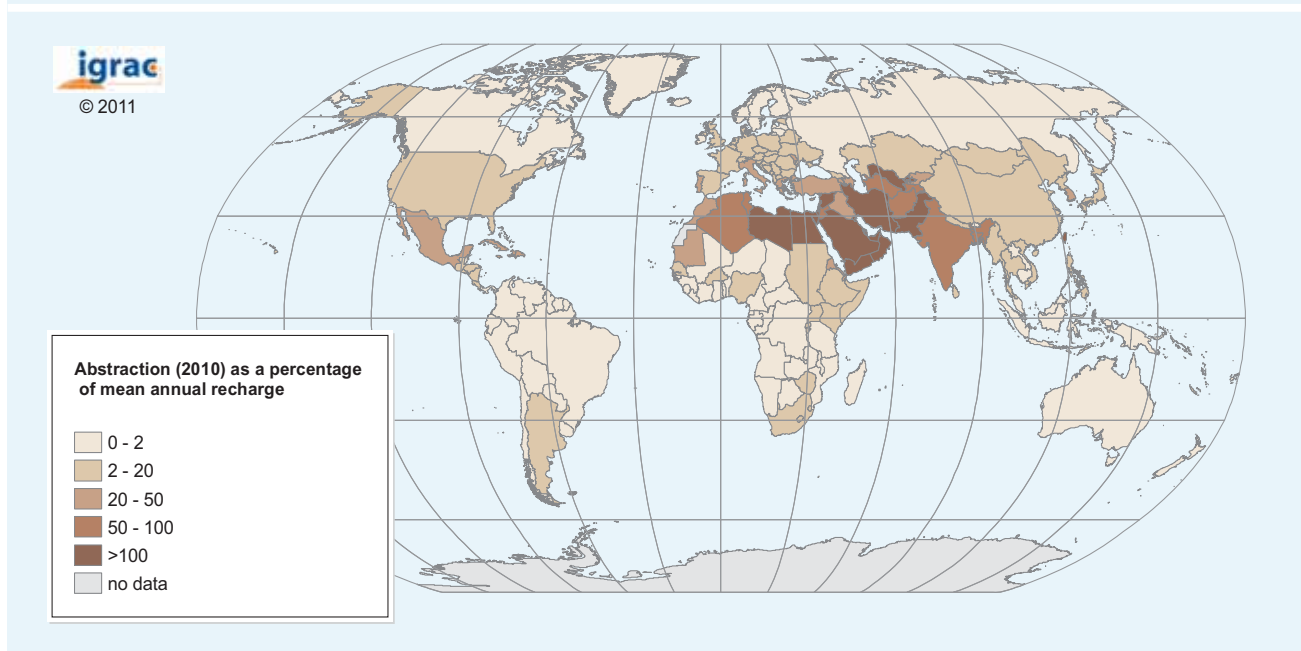 igrac
© 2011
Abstraction (2010) as a percentage
of mean annual recharge
0 - 2
2 - 20
20 - 50
50 - 100
>100
no data